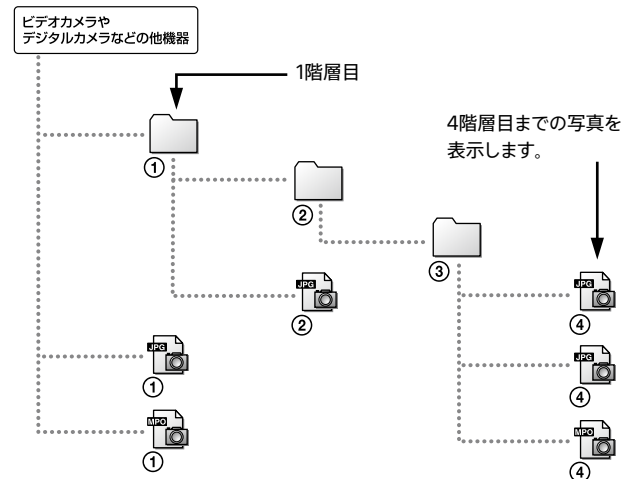 ビデオカメラや
デジタルカメラなどの他機器
1階層目
4階層目までの写真を
表示します。
①
②
③
JPG
②
JPG
④
JPG
①
JPG
④
MPO
①
MPO
④